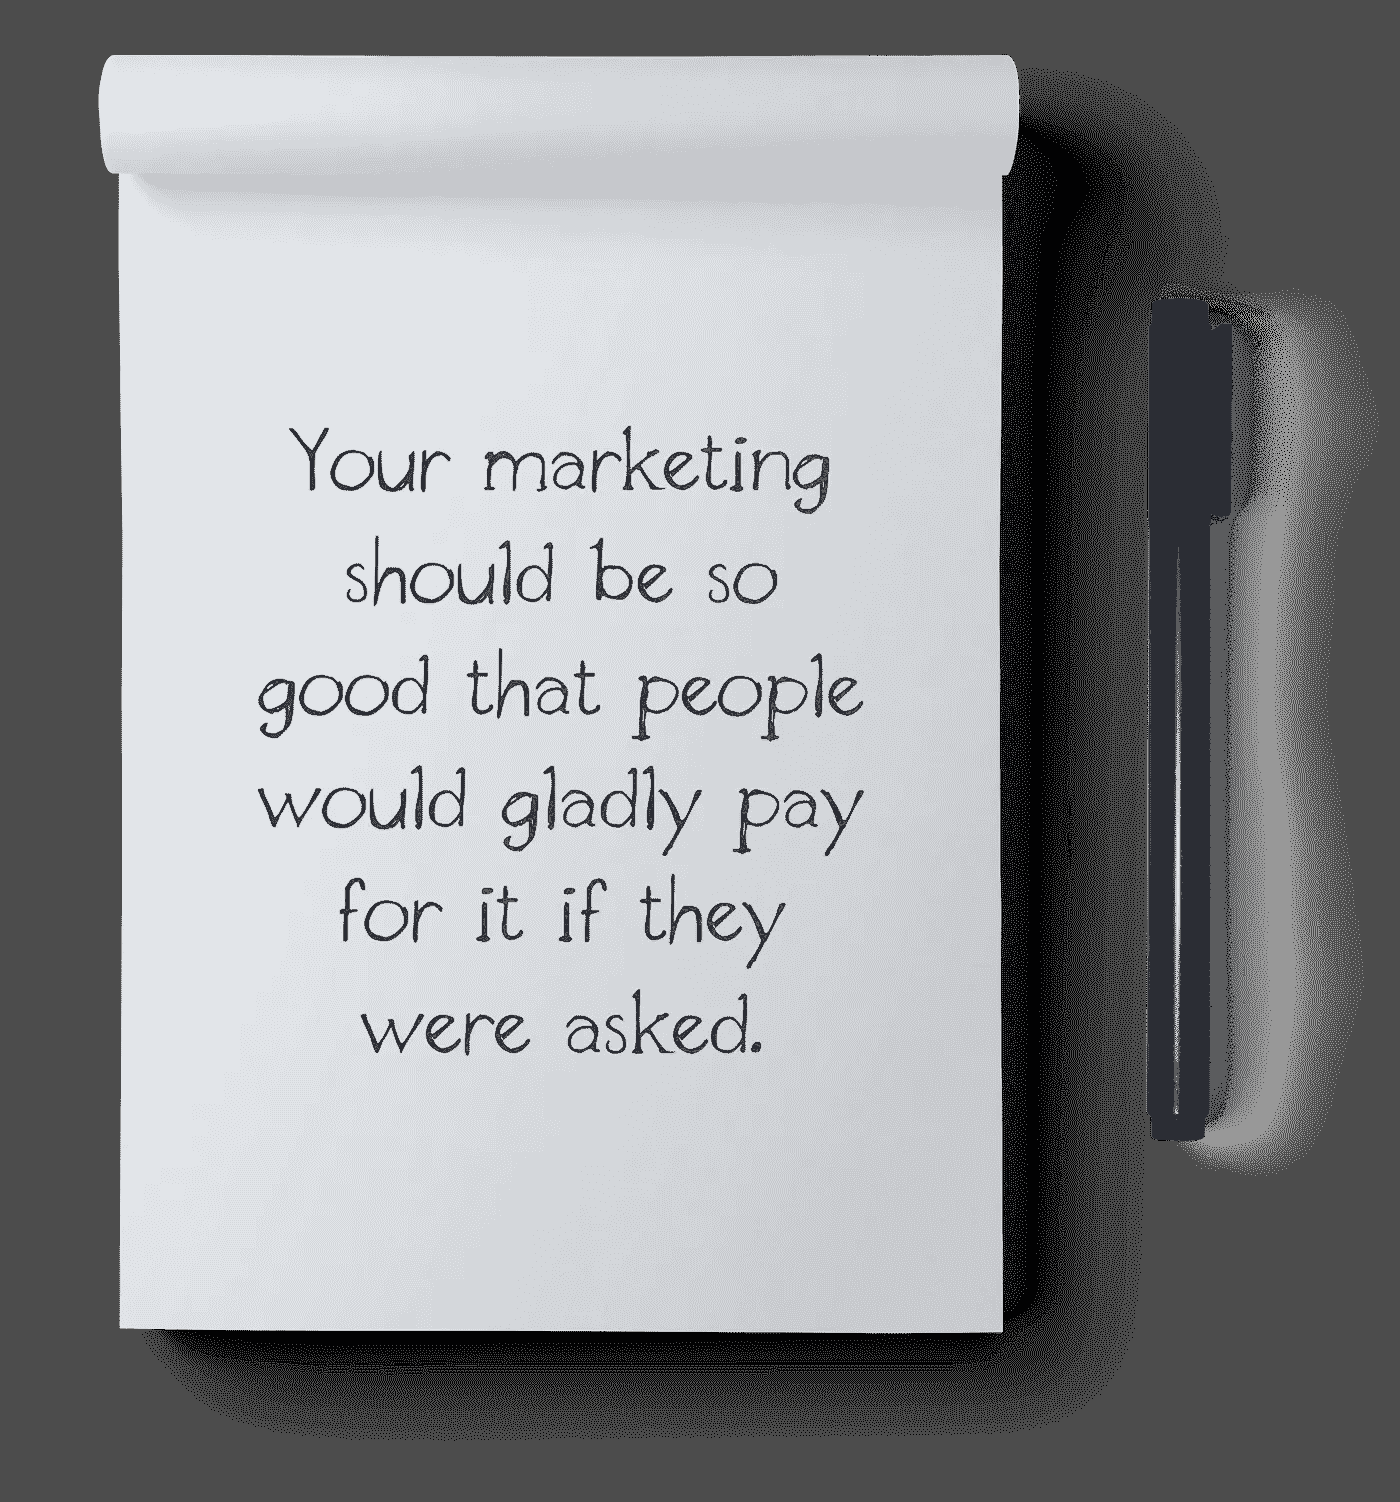 Your marketing
should be so
good that people
would gladly pay
for it if they
were asked.